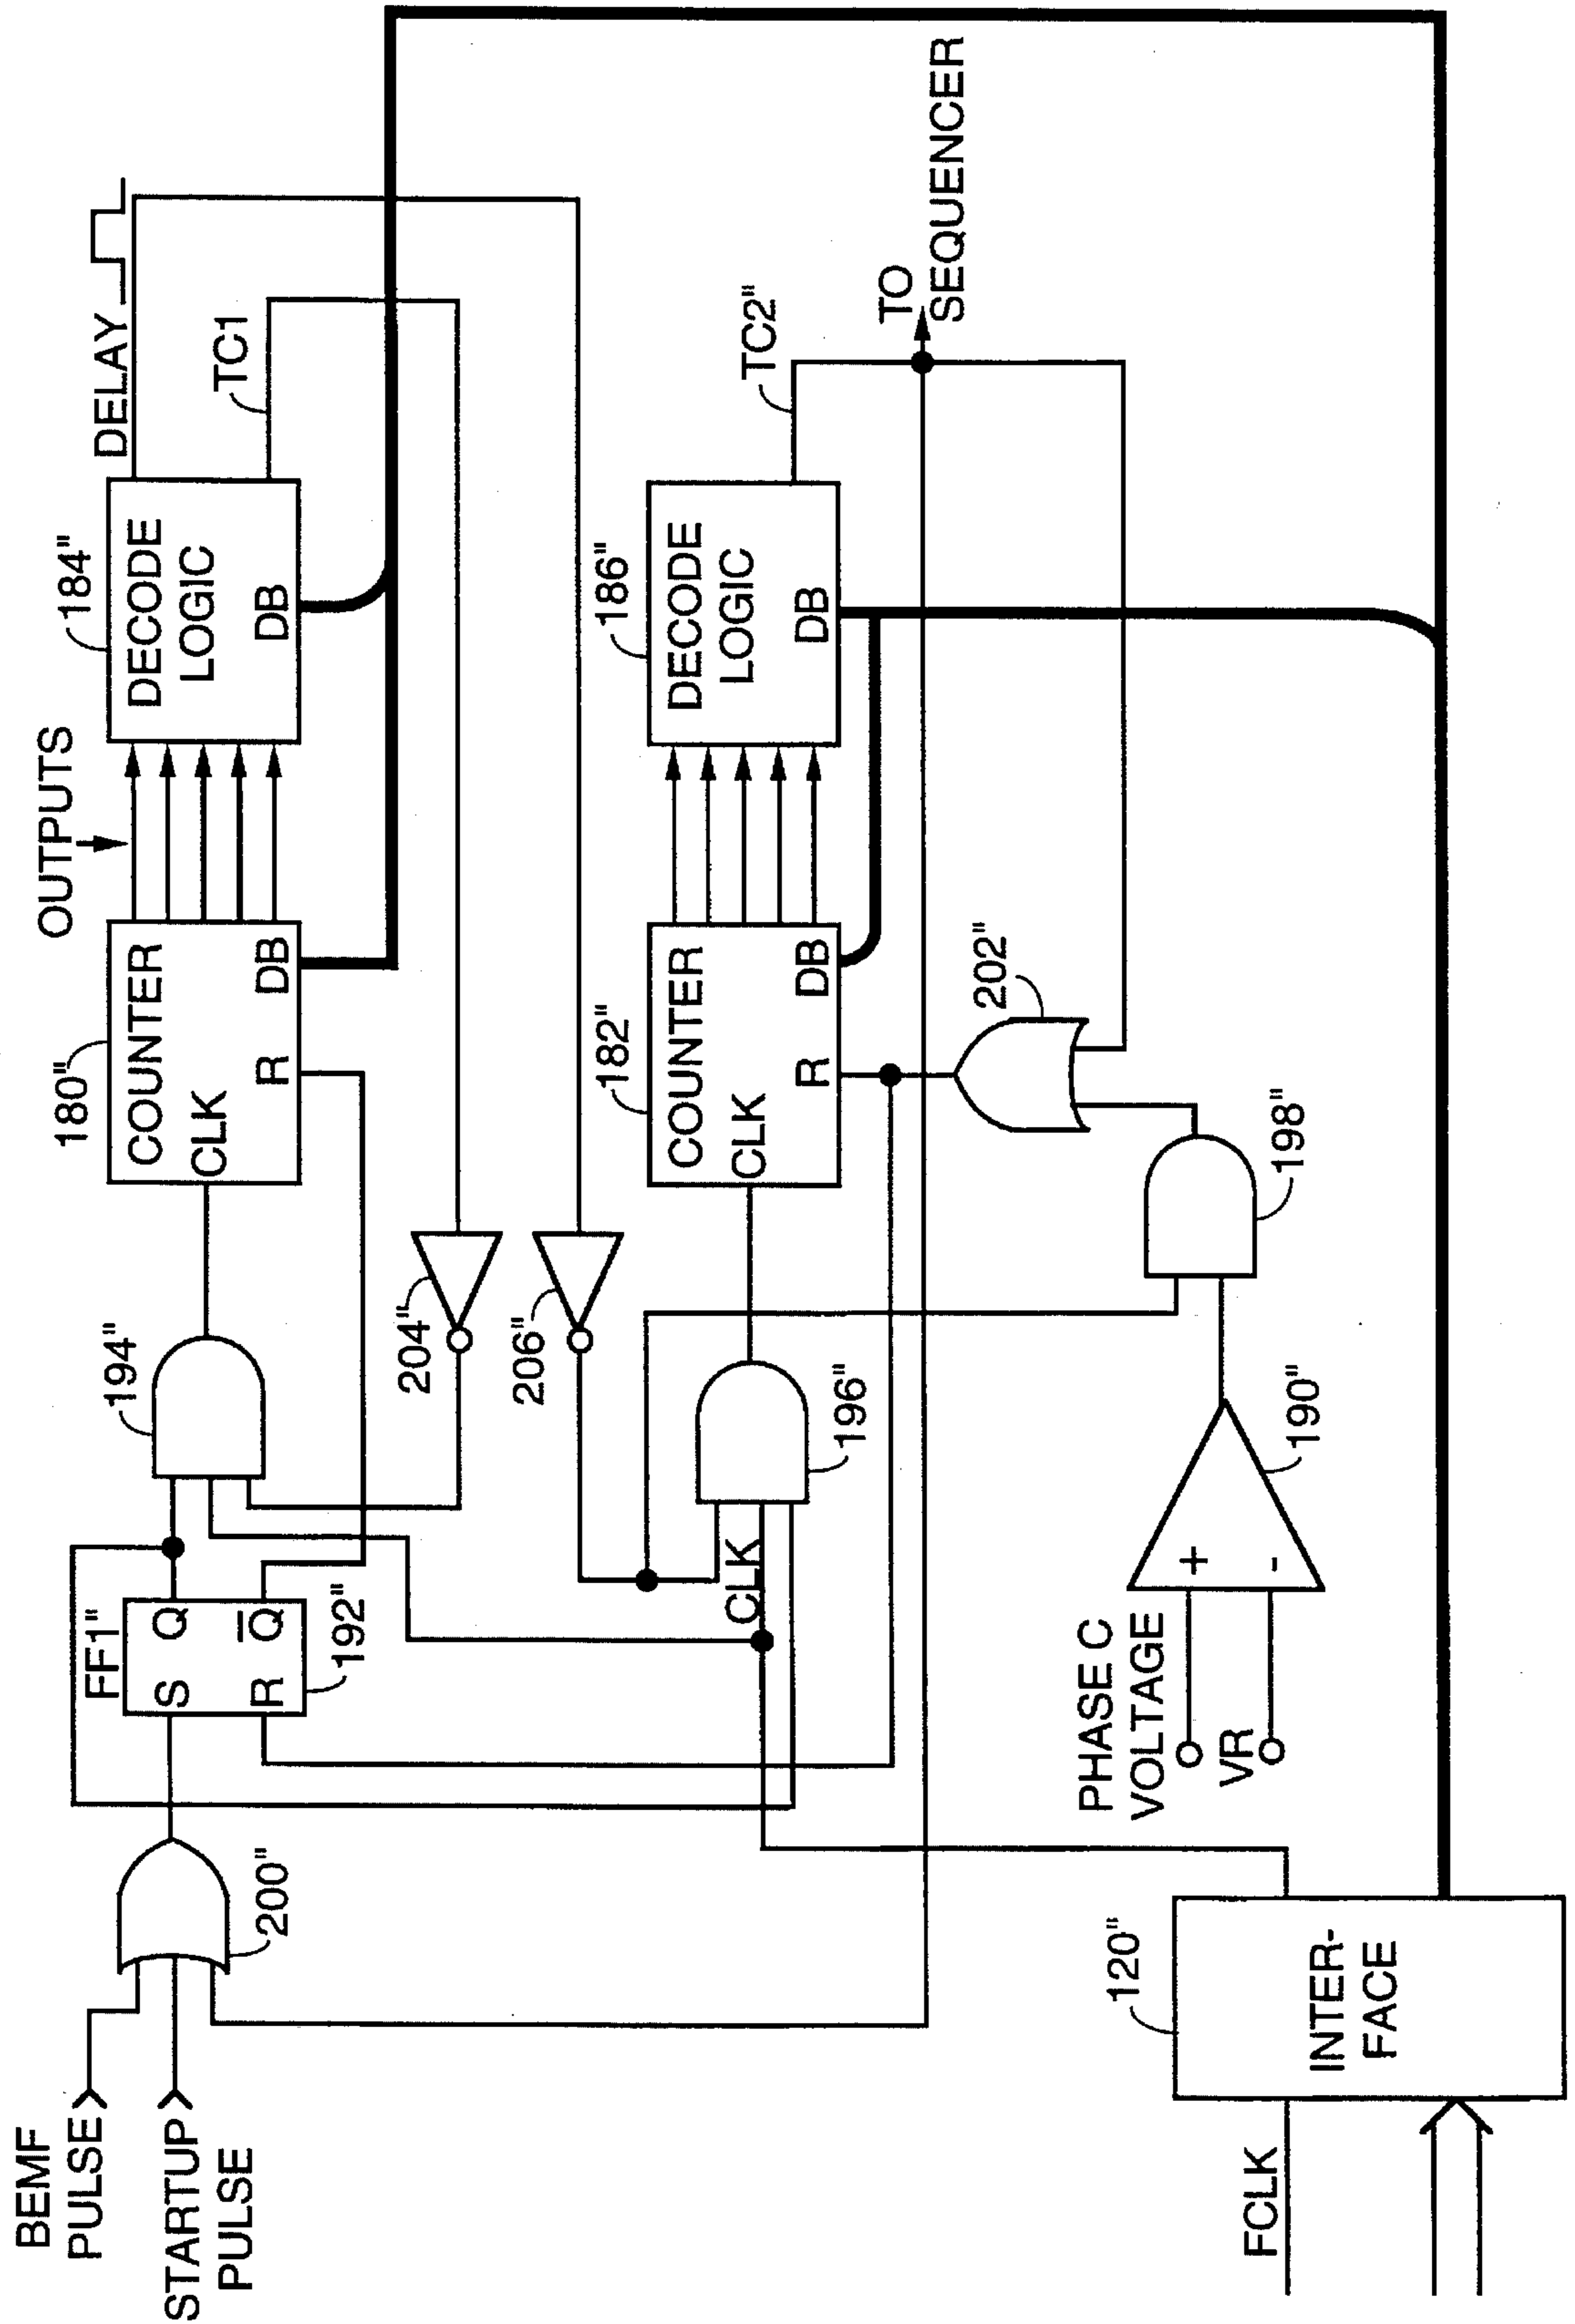 BEMF
PULSE
STARTUP
PULSE
200"
FF1"
S
Q
R
Q̅
192"
194"
180"
COUNTER
CLK
R
DB
OUTPUTS
184"
DECODE
LOGIC
DB
DELAY
TC1
204"
206"
CLK
196"
182"
COUNTER
CLK
R
DB
186"
DECODE
LOGIC
DB
TC2"
TO
SEQUENCER
202"
198"
PHASE C
VOLTAGE
VR
+
-
190"
120"
INTER-
FACE
FCLK